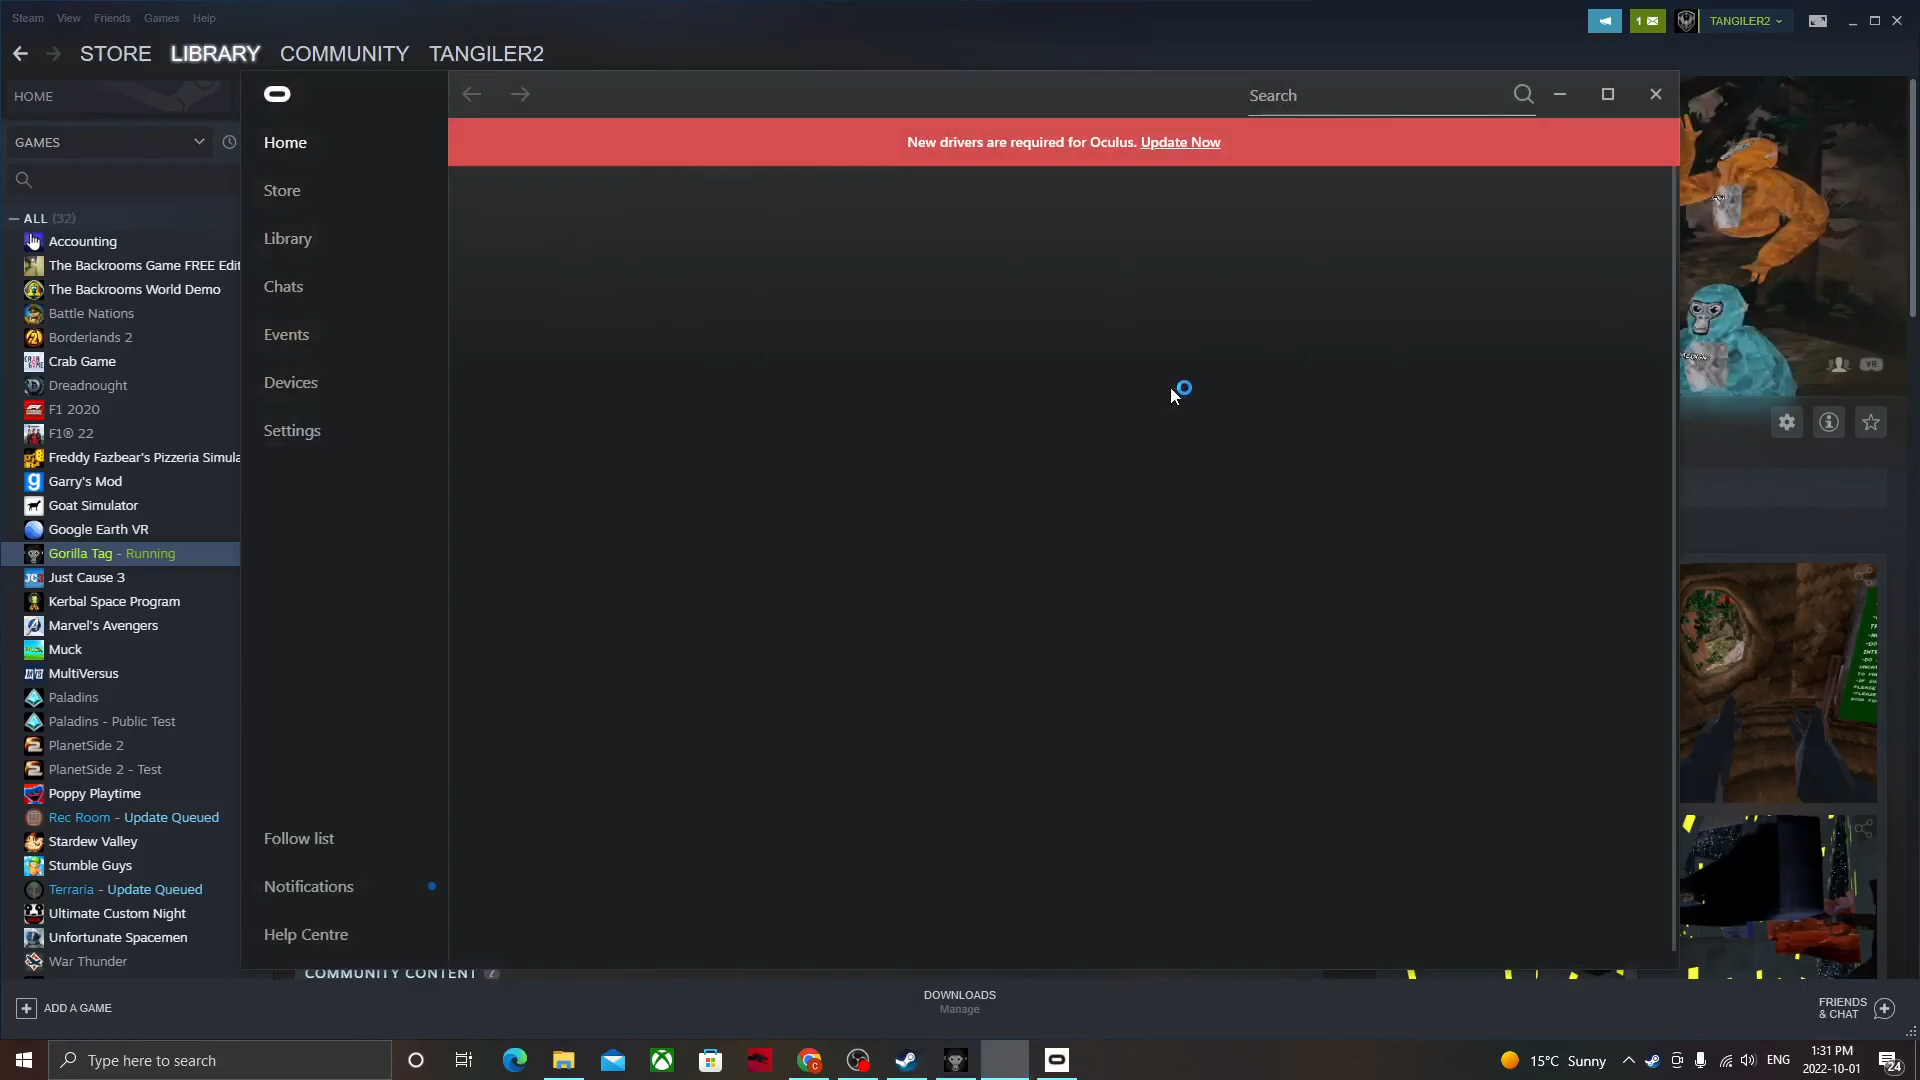 Steam View Friends Games Help
1
TANGILER2
STORE LIBRARY COMMUNITY TANGILER2
HOME
GAMES
ALL (32)
Accounting
The Backrooms Game FREE Edit
The Backrooms World Demo
Battle Nations
Borderlands 2
Crab Game
Dreadnought
F1 2020
F1® 22
Freddy Fazbear's Pizzeria Simula
Garry's Mod
Goat Simulator
Google Earth VR
Gorilla Tag - Running
Just Cause 3
Kerbal Space Program
Marvel's Avengers
Muck
MultiVersus
Paladins
Paladins - Public Test
PlanetSide 2
PlanetSide 2 - Test
Poppy Playtime
Rec Room - Update Queued
Stardew Valley
Stumble Guys
Terraria - Update Queued
Ultimate Custom Night
Unfortunate Spacemen
War Thunder
ADD A GAME
Search
New drivers are required for Oculus. Update Now
Home
Store
Library
Chats
Events
Devices
Settings
Follow list
Notifications
Help Centre
VR
COMMUNITY CONTENT ?
DOWNLOADS
Manage
FRIENDS
& CHAT
Type here to search
15°C Sunny
ENG
1:31 PM
2022-10-01
24